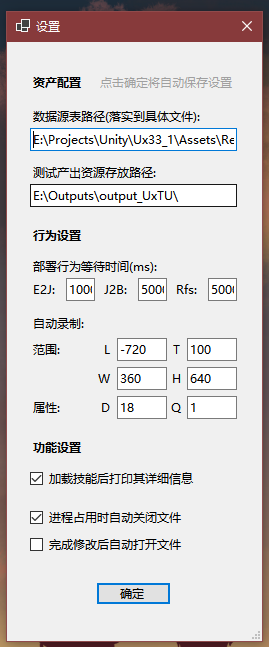 设置
资产配置 点击确定将自动保存设置
数据源表路径(落实到具体文件):
E:\Projects\Unity\Ux33_1\Assets\Re
测试产出资源存放路径:
E:\Outputs\output_UxTU\
行为设置
部署行为等待时间(ms):
E2J: 1000 J2B: 5000 Rfs: 5000
自动录制:
范围: L -720 T 100
W 360 H 640
属性: D 18 Q 1
功能设置
加载技能后打印其详细信息
进程占用时自动关闭文件
完成修改后自动打开文件
确定